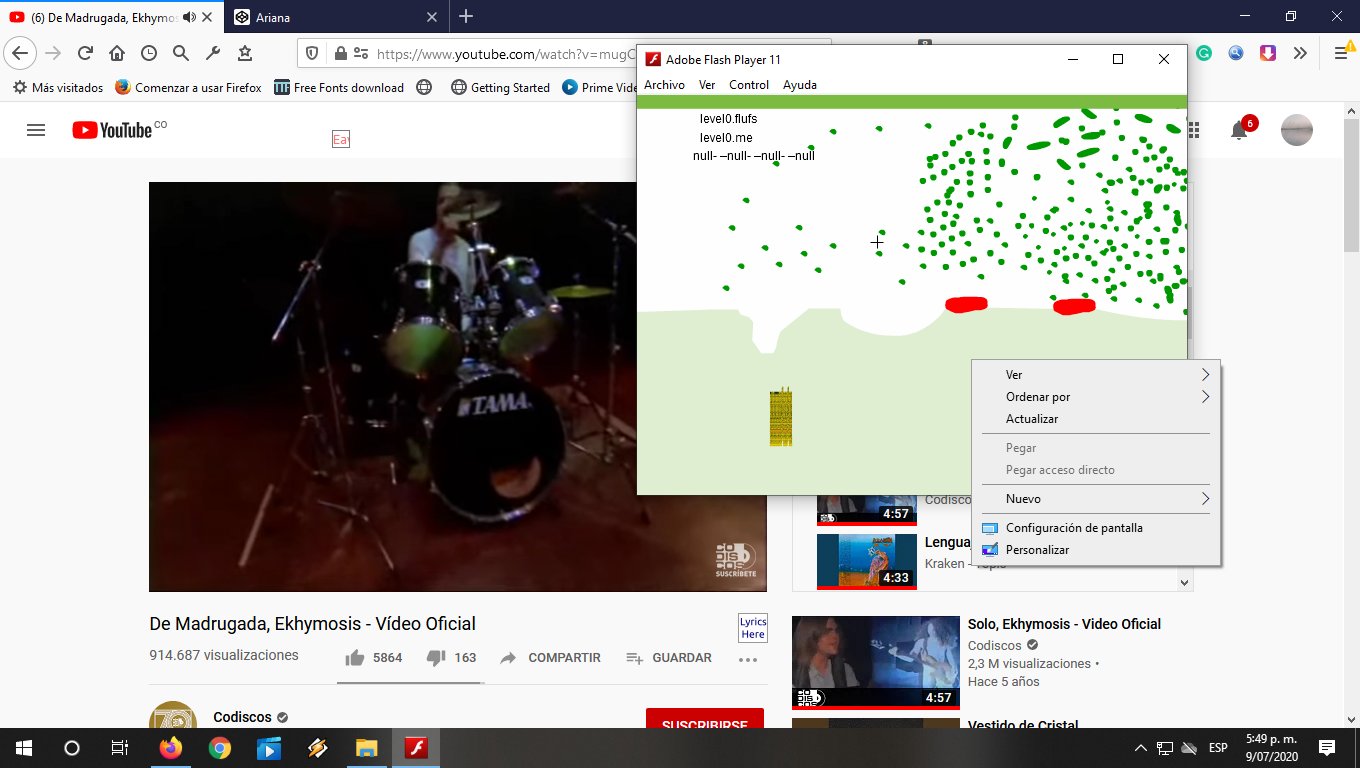 (6) De Madrugada, Ekhymos
Ariana
https://www.youtube.com/watch?v=mugC
Más visitados
Comenzar a usar Firefox
Free Fonts download
Getting Started
Prime Vide
YouTube CO
Ea
6
Adobe Flash Player 11
Archivo Ver Control Ayuda
level0.flufs
level0.me
null- –null- –null- –null
Ver
Ordenar por
Actualizar
Pegar
Pegar acceso directo
Nuevo
Configuración de pantalla
Personalizar
TAMA
CODISCOS
SUSCRÍBETE
4:57
Codiscos
4:33
Lengua
Kraken - Topic
De Madrugada, Ekhymosis - Vídeo Oficial
Lyrics
Here
914.687 visualizaciones
5864
163
COMPARTIR
GUARDAR
Codiscos
SUSCRIBIRSE
CODISCOS
4:57
Solo, Ekhymosis - Video Oficial
Codiscos
2,3 M visualizaciones •
Hace 5 años
Vestido de Cristal
ESP
5:49 p. m.
9/07/2020